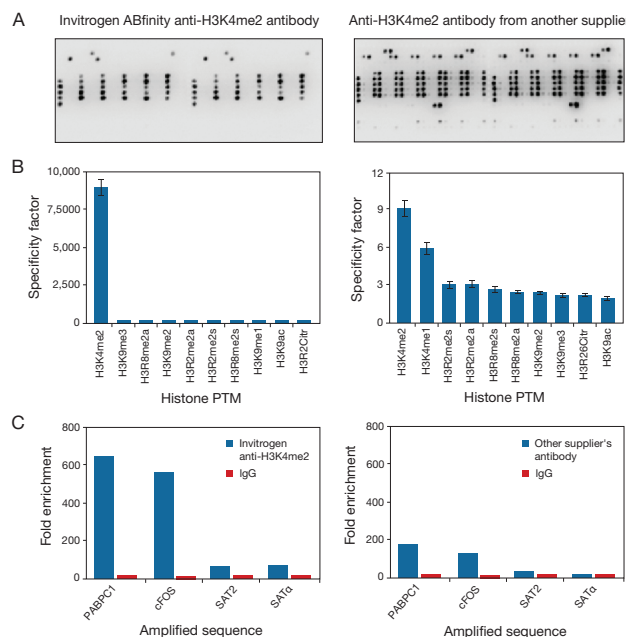 A
Invitrogen ABfinity anti-H3K4me2 antibody
Anti-H3K4me2 antibody from another supplie
B
10,000
7,5000
5,000
2,500
0
Specificity factor
H3K4me2
H3K9me3
H3R8me2a
H3K9me2
H3R2me2a
H3R2me2s
H3R8me2s
H3K9me1
H3K9ac
H3R2Citr
Histone PTM
12
9
6
3
0
Specificity factor
H3K4me2
H3K4me1
H3R2me2s
H3R2me2a
H3R8me2s
H3R8me2a
H3K9me2
H3K9me3
H3R26Citr
H3K9ac
Histone PTM
C
800
600
400
200
0
Fold enrichment
Invitrogen
anti-H3K4me2
IgG
PABPC1
cFOS
SAT2
SATα
Amplified sequence
800
600
400
200
0
Fold enrichment
Other supplier's
antibody
IgG
PABPC1
cFOS
SAT2
SATα
Amplified sequence